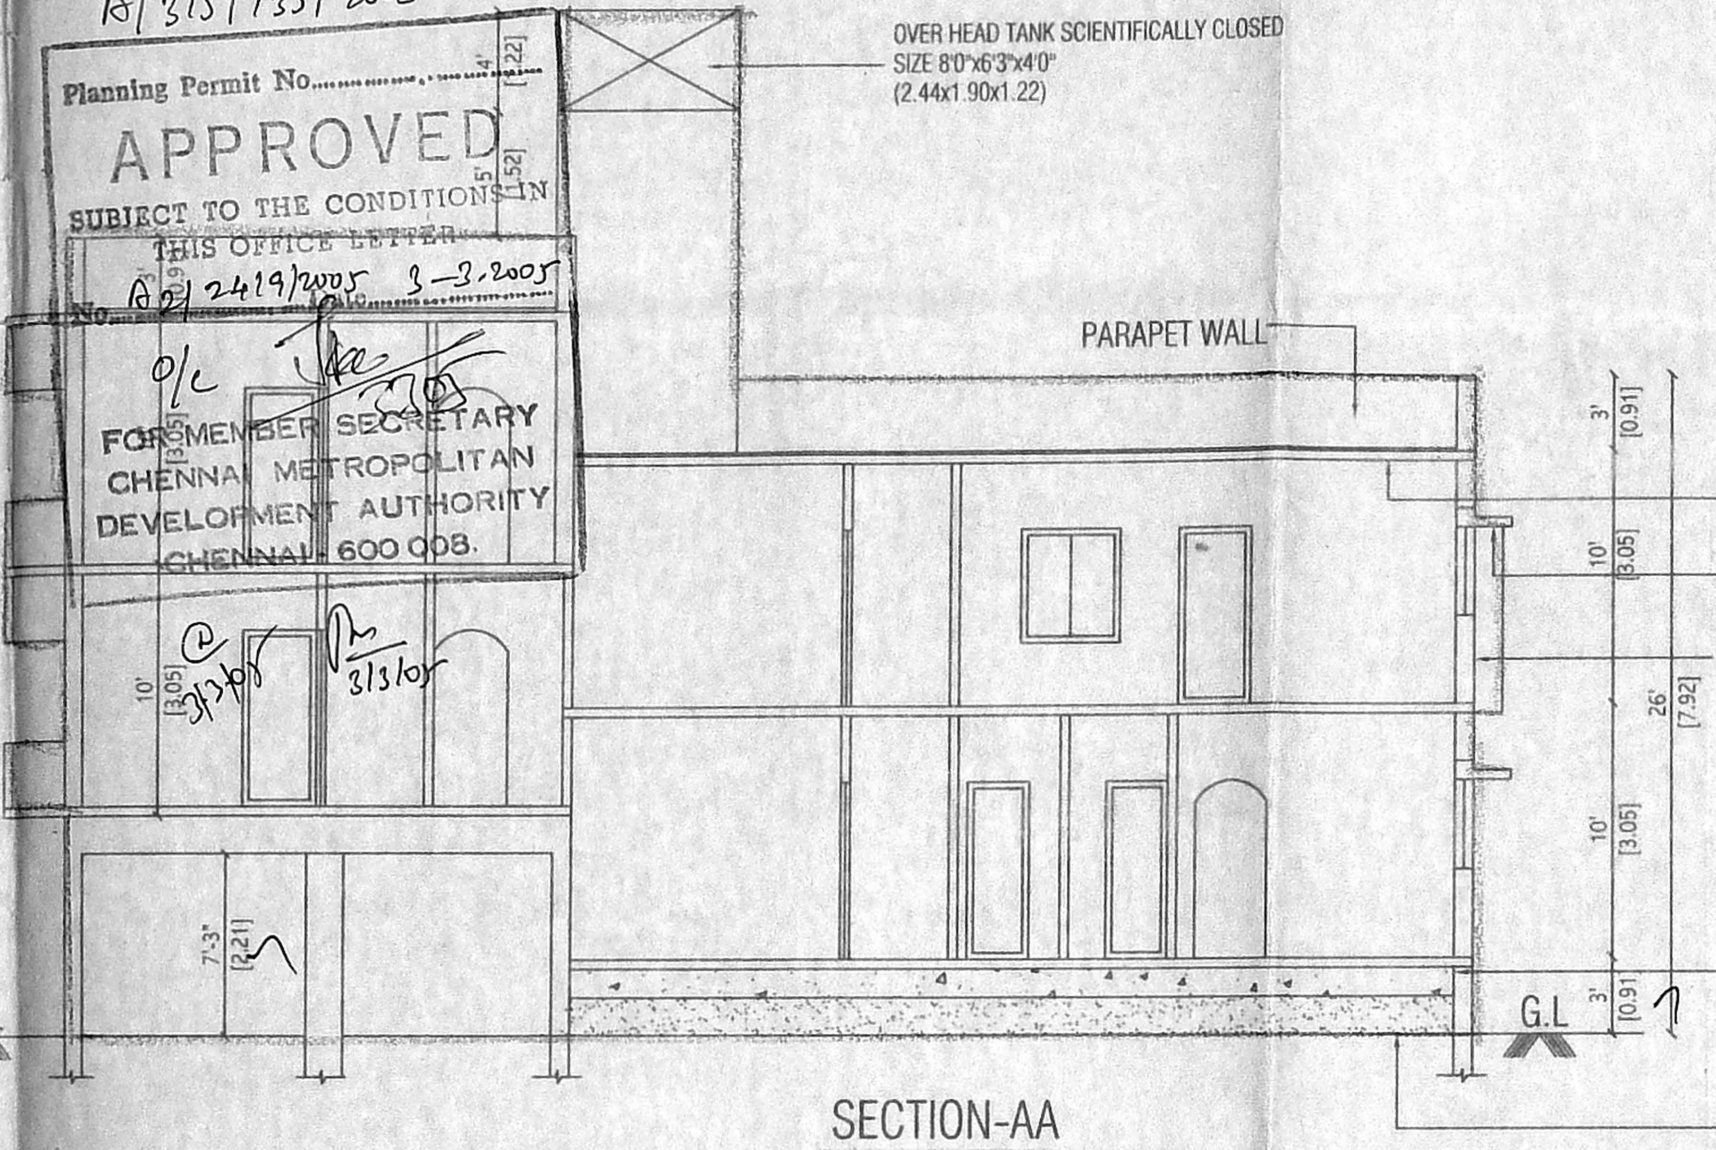 Planning Permit No.
4'
[1.22]
APPROVED
5'
[1.52]
SUBJECT TO THE CONDITIONS IN
THIS OFFICE LETTER
No. A2/2419/2005 3-3-2005
O/C
FOR MEMBER SECRETARY
CHENNAI METROPOLITAN
DEVELOPMENT AUTHORITY
CHENNAI-600 008.
3/3/05
3/3/05
10'
[3.05]
7'-3"
[2.21]
OVER HEAD TANK SCIENTIFICALLY CLOSED
SIZE 8'0"x6'3"x4'0"
(2.44x1.90x1.22)
PARAPET WALL
3'
[0.91]
10'
[3.05]
26'
[7.92]
10'
[3.05]
3'
[0.91]
G.L
SECTION-AA